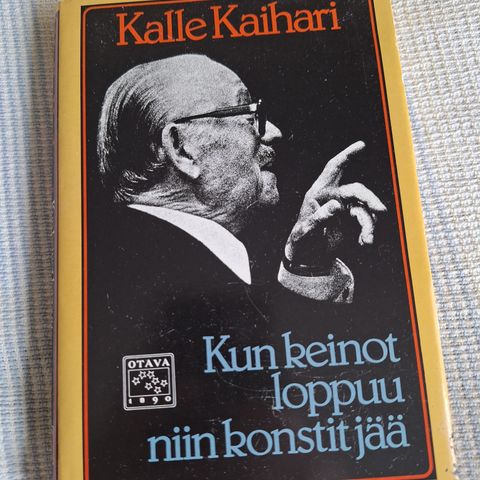 Kalle Kaihari
Kun keinot
loppuu
niin konstit jää
OTAVA
1890